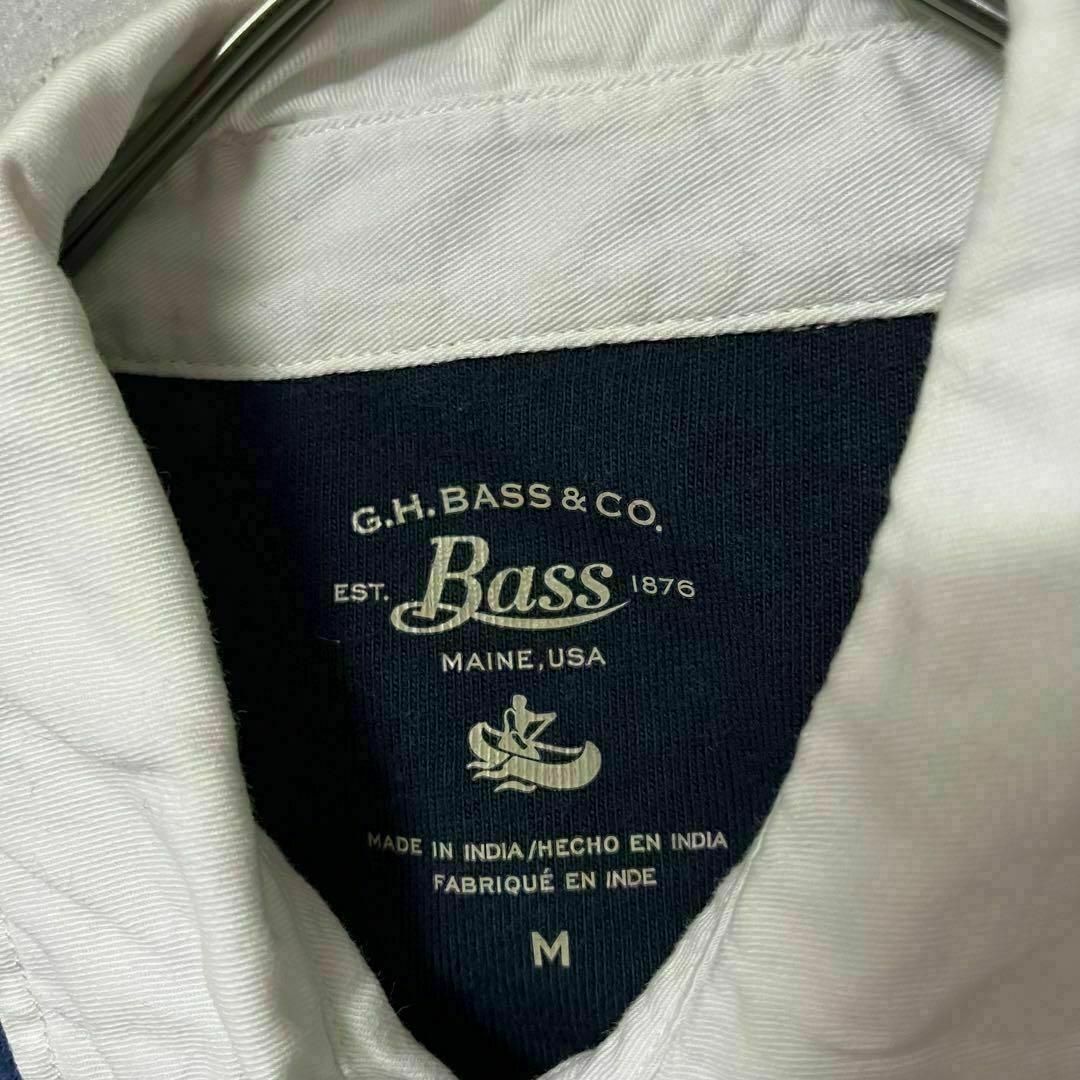 G.H. BASS & CO.
EST. Bass 1876
MAINE, USA
MADE IN INDIA/HECHO EN INDIA
FABRIQUÉ EN INDE
M